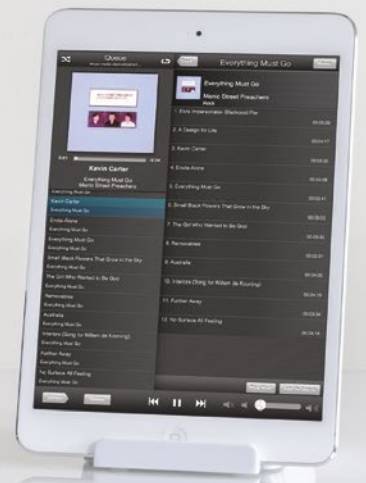 Queue
Kevin Carter
Everything Must Go
Manic Street Preachers
Everything Must Go
Kevin Carter
Everything Must Go
Enola Alone
Everything Must Go
Everything Must Go
Everything Must Go
Small Black Flowers That Grow in the Sky
Everything Must Go
The Girl Who Wanted to Be God
Everything Must Go
Removables
Everything Must Go
Australia
Everything Must Go
Interiors (Song for Willem de Kooning)
Everything Must Go
Further Away
Everything Must Go
No Surface All Feeling
Everything Must Go
Everything Must Go
Everything Must Go
Manic Street Preachers
Rock
1. Elvis Impersonator: Blackpool Pier
2. A Design for Life
3. Kevin Carter
4. Enola Alone
5. Everything Must Go
6. Small Black Flowers That Grow in the Sky
7. The Girl Who Wanted to Be God
8. Removables
9. Australia
10. Interiors (Song for Willem de Kooning)
11. Further Away
12. No Surface All Feeling